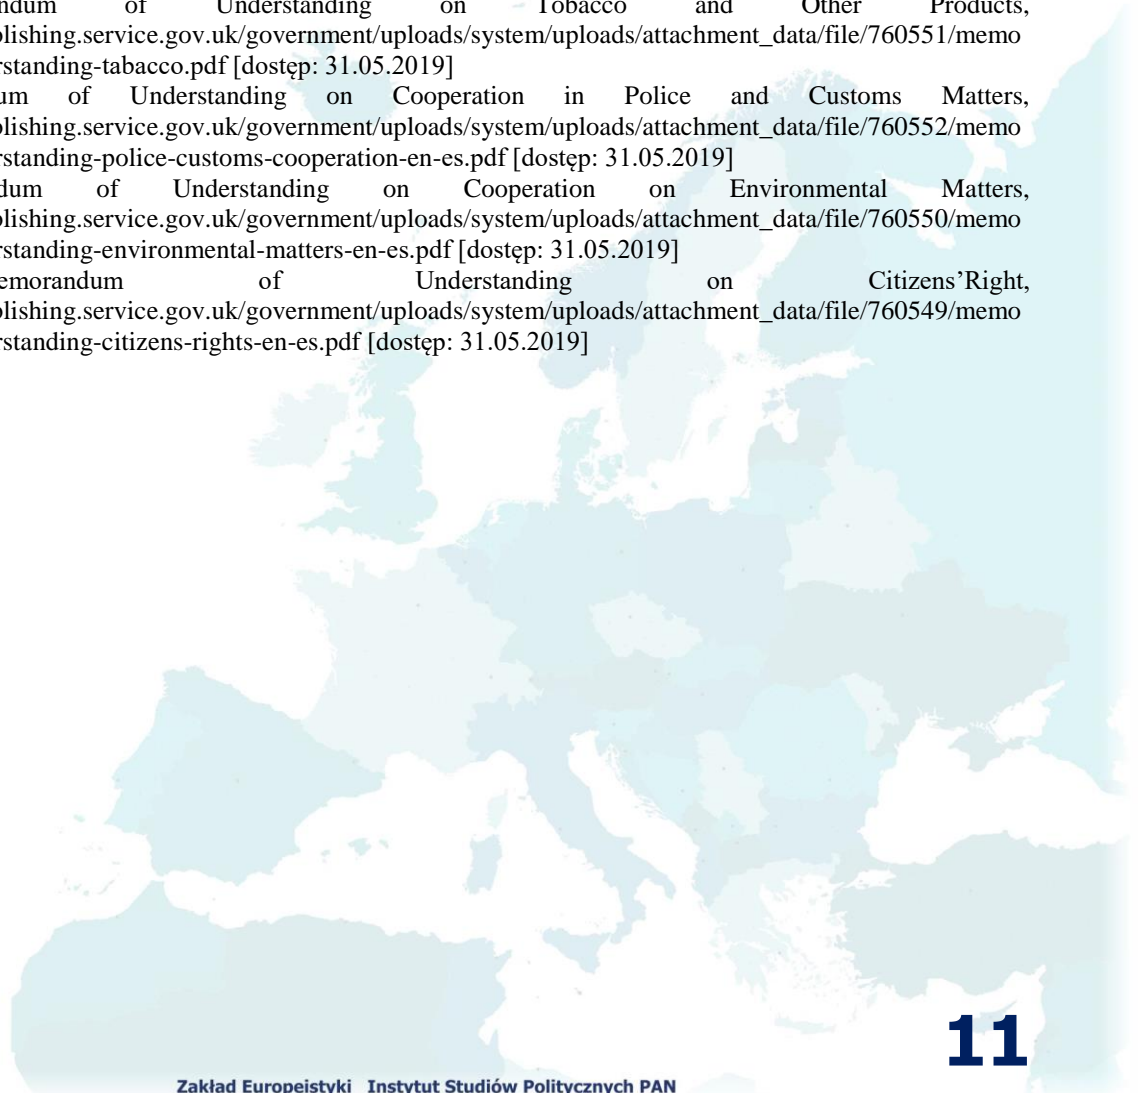 ndum of Understanding on Tobacco and Other Products,
blishing.service.gov.uk/government/uploads/system/uploads/attachment_data/file/760551/memo
rstanding-tabacco.pdf [dostęp: 31.05.2019]
um of Understanding on Cooperation in Police and Customs Matters,
blishing.service.gov.uk/government/uploads/system/uploads/attachment_data/file/760552/memo
rstanding-police-customs-cooperation-en-es.pdf [dostęp: 31.05.2019]
dum of Understanding on Cooperation on Environmental Matters,
blishing.service.gov.uk/government/uploads/system/uploads/attachment_data/file/760550/memo
rstanding-environmental-matters-en-es.pdf [dostęp: 31.05.2019]
emorandum of Understanding on Citizens’Right,
blishing.service.gov.uk/government/uploads/system/uploads/attachment_data/file/760549/memo
rstanding-citizens-rights-en-es.pdf [dostęp: 31.05.2019]
11
Zakład Europeistyki Instytut Studiów Politycznych PAN